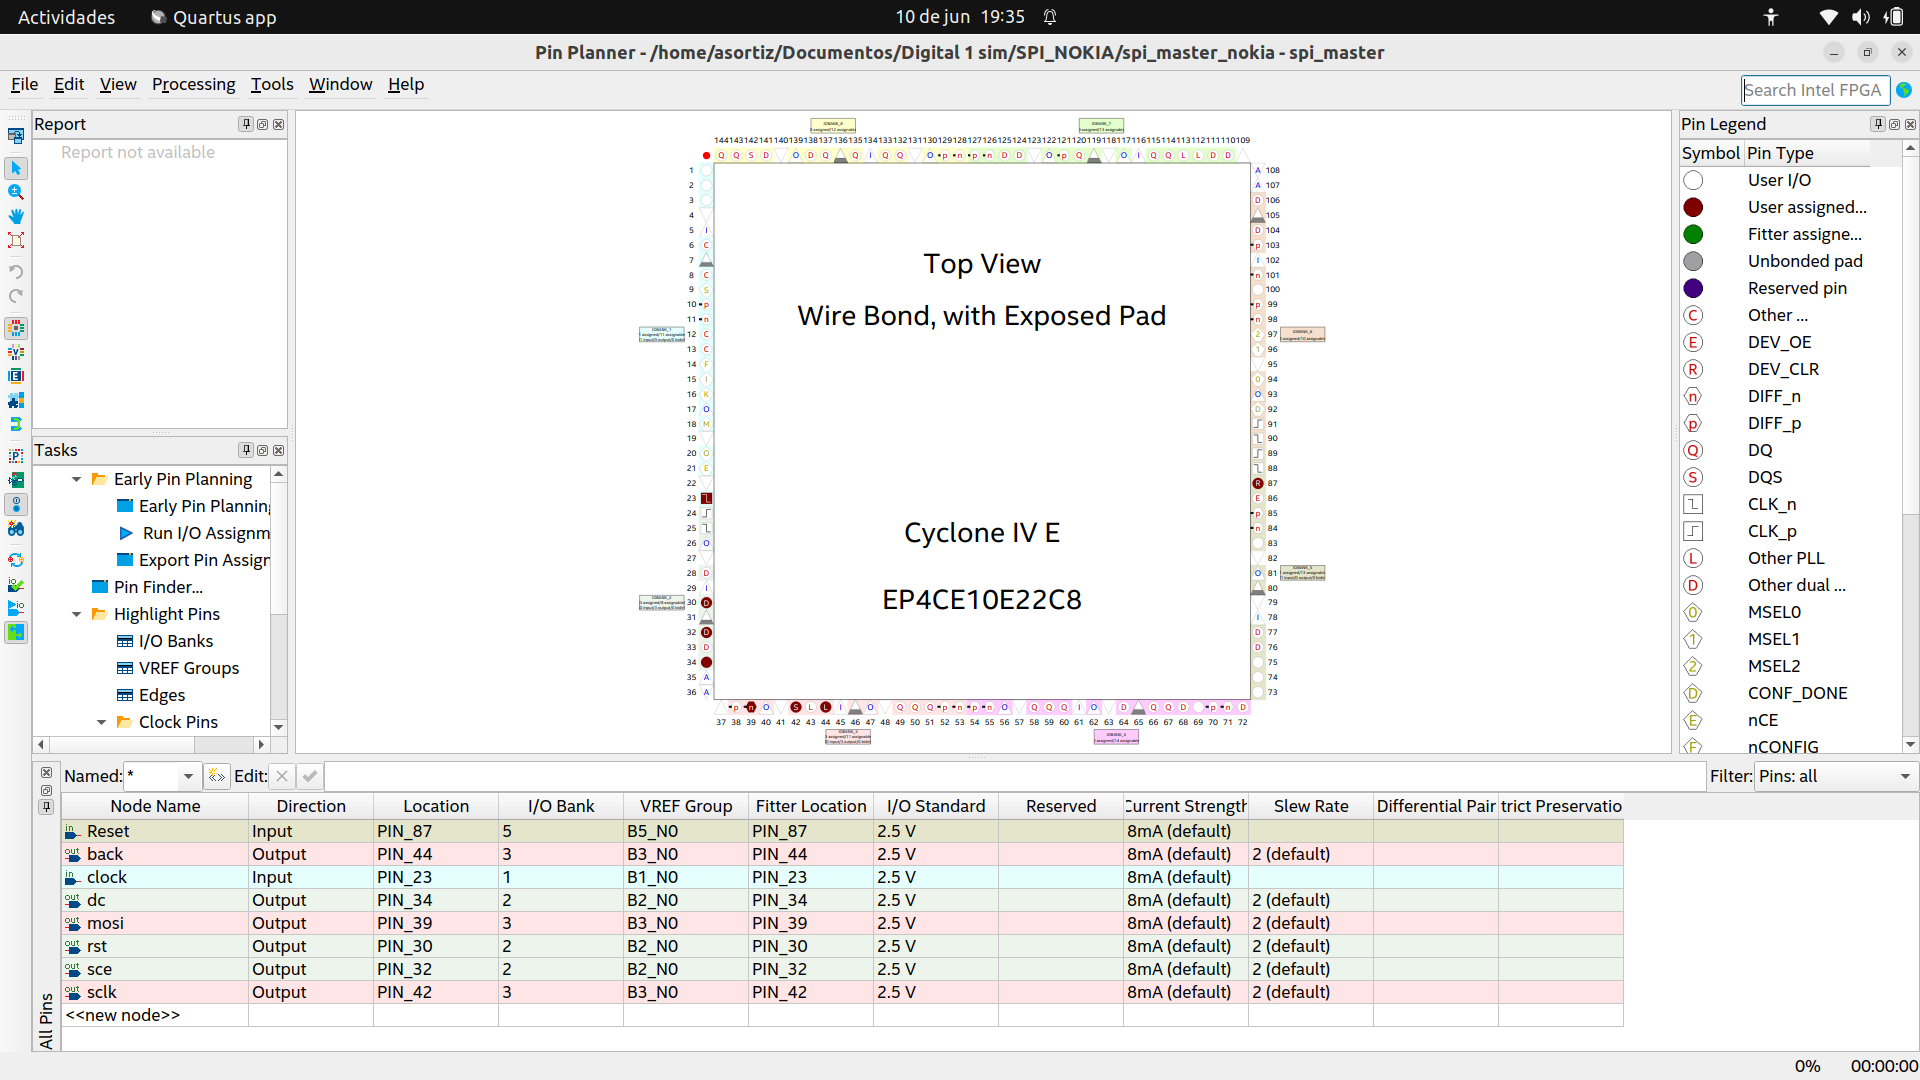 Actividades
Quartus app
10 de jun 19:35
Pin Planner - /home/asortiz/Documentos/Digital 1 sim/SPI_NOKIA/spi_master_nokia - spi_master
File Edit View Processing Tools Window Help
Search Intel FPGA
Report
Report not available
Tasks
Early Pin Planning
Early Pin Planning
Run I/O Assignm
Export Pin Assign
Pin Finder...
Highlight Pins
I/O Banks
VREF Groups
Edges
Clock Pins
Top View
Wire Bond, with Exposed Pad
Cyclone IV E
EP4CE10E22C8
Pin Legend
Symbol Pin Type
User I/O
User assigned...
Fitter assigne...
Unbonded pad
Reserved pin
C Other ...
E DEV_OE
R DEV_CLR
n DIFF_n
p DIFF_p
Q DQ
S DQS
CLK_n
CLK_p
L Other PLL
D Other dual ...
0 MSEL0
1 MSEL1
2 MSEL2
D CONF_DONE
E nCE
F nCONFIG
Named: * Edit: Filter: Pins: all
Node Name Direction Location I/O Bank VREF Group Fitter Location I/O Standard Reserved Current Strength Slew Rate Differential Pair trict Preservatio
Reset Input PIN_87 5 B5_N0 PIN_87 2.5 V 8mA (default)
back Output PIN_44 3 B3_N0 PIN_44 2.5 V 8mA (default) 2 (default)
clock Input PIN_23 1 B1_N0 PIN_23 2.5 V 8mA (default)
dc Output PIN_34 2 B2_N0 PIN_34 2.5 V 8mA (default) 2 (default)
mosi Output PIN_39 3 B3_N0 PIN_39 2.5 V 8mA (default) 2 (default)
rst Output PIN_30 2 B2_N0 PIN_30 2.5 V 8mA (default) 2 (default)
sce Output PIN_32 2 B2_N0 PIN_32 2.5 V 8mA (default) 2 (default)
sclk Output PIN_42 3 B3_N0 PIN_42 2.5 V 8mA (default) 2 (default)
<<new node>>
All Pins
0% 00:00:00